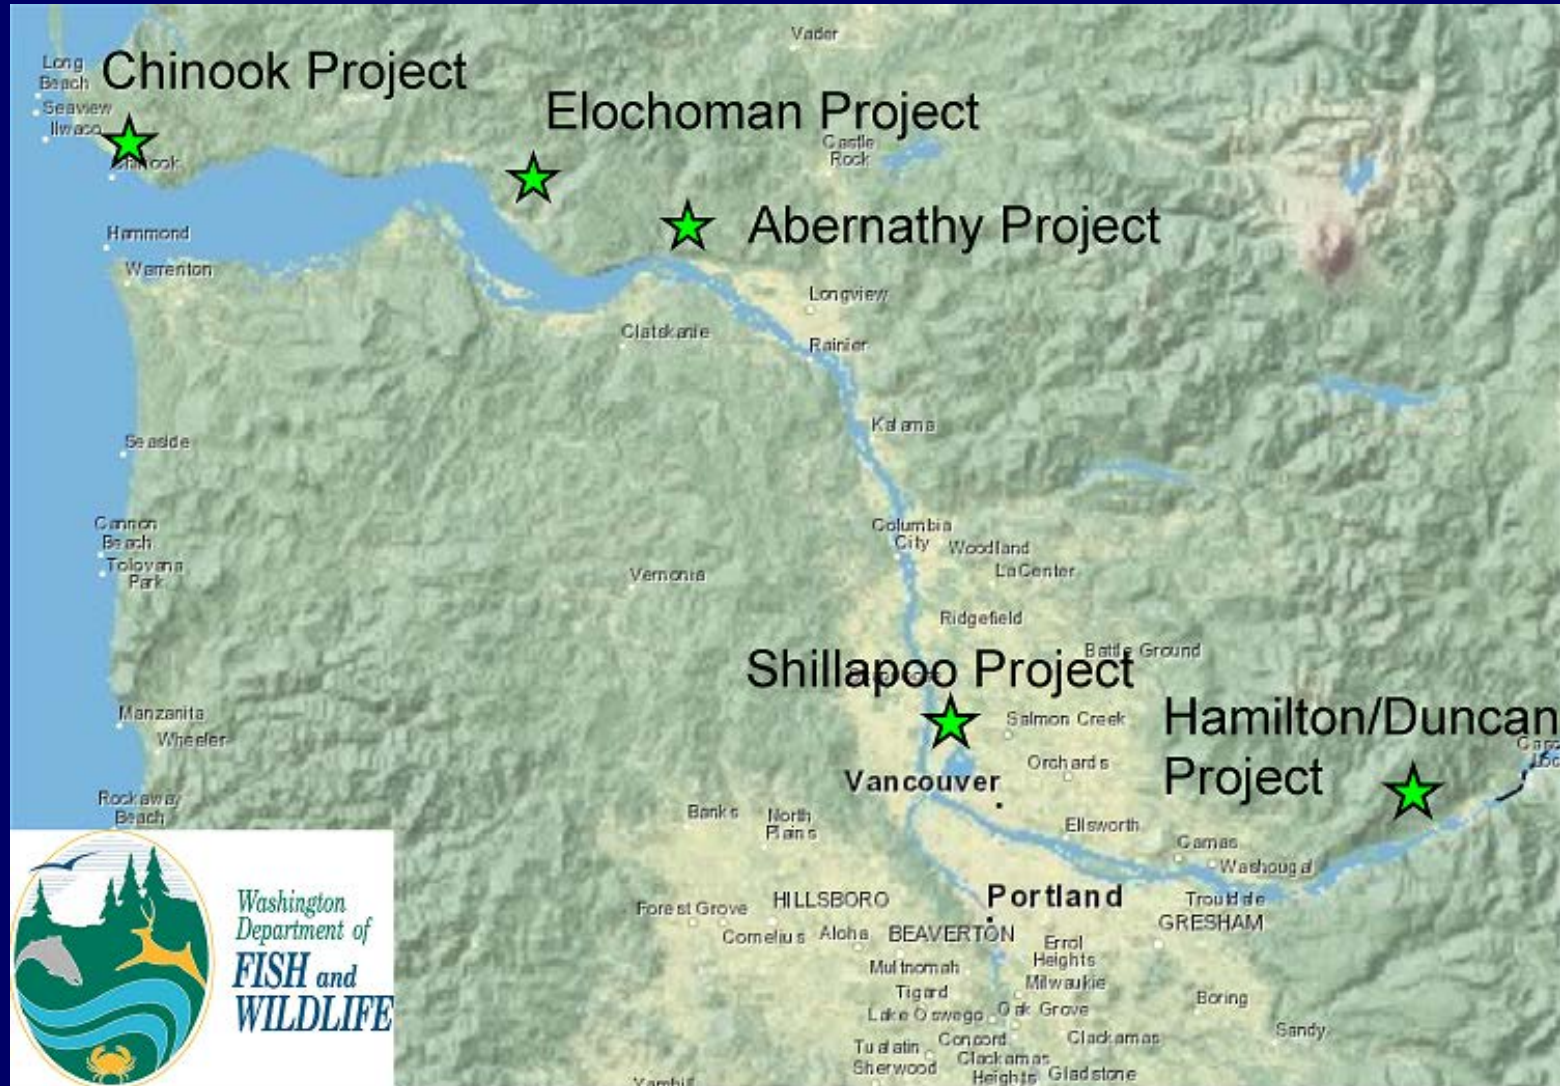 Vader
Long
Beach
Chinook Project
Seaview
Ilwaco
Elochoman Project
Castle
Rock
Chinook
Abernathy Project
Hammond
Warrenton
Longview
Clatskanie
Rainier
Kalama
Seaside
Cannon
Beach
Tolovana
Park
Columbia
City
Woodland
LaCenter
Vernonia
Ridgefield
Battle Ground
Shillapoo Project
Manzanita
Wheeler
Salmon Creek
Hamilton/Duncan
Project
Orchards
Vancouver
Rockaway
Beach
Banks
North
Plains
Ellsworth
Camas
Washougal
Portland
Troutdale
GRESHAM
HILLSBORO
Forest Grove
Cornelius
Aloha
BEAVERTON
Errol
Heights
Multnomah
Milwaukie
Tigard
Lake Oswego
Oak Grove
Boring
Sandy
Tualatin
Sherwood
Concord
Clackamas
Clackamas
Heights
Gladstone
Washington
Department of
FISH and
WILDLIFE